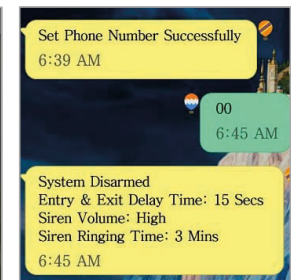 Set Phone Number Successfully
6:39 AM
00
6:45 AM
System Disarmed
Entry & Exit Delay Time: 15 Secs
Siren Volume: High
Siren Ringing Time: 3 Mins
6:45 AM